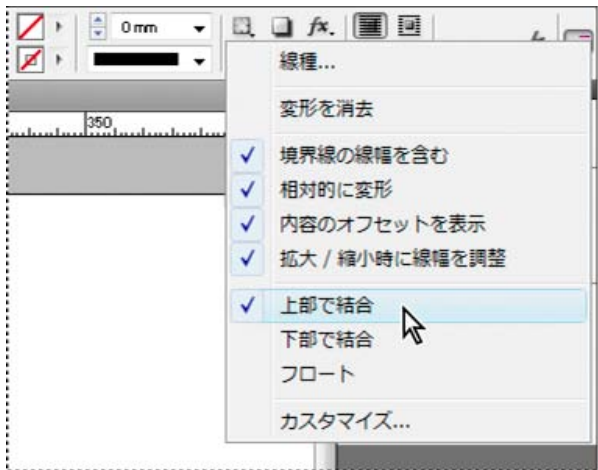 0 mm
fx.
350
線種...
変形を消去
境界線の線幅を含む
相対的に変形
内容のオフセットを表示
拡大 / 縮小時に線幅を調整
上部で結合
下部で結合
フロート
カスタマイズ...